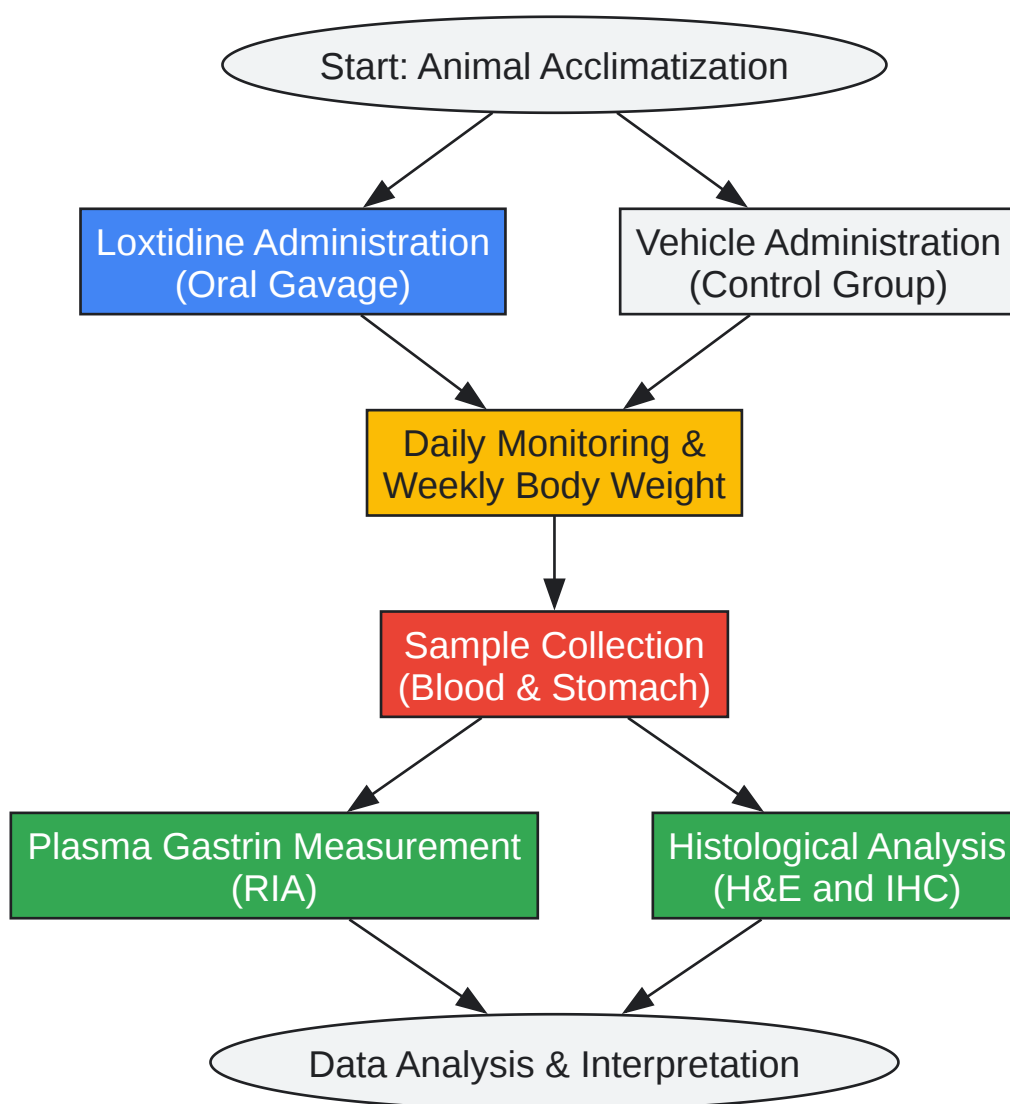 Start: Animal Acclimatization
Loxtidine Administration
(Oral Gavage)
Vehicle Administration
(Control Group)
Daily Monitoring &
Weekly Body Weight
Sample Collection
(Blood & Stomach)
Plasma Gastrin Measurement
(RIA)
Histological Analysis
(H&E and IHC)
Data Analysis & Interpretation